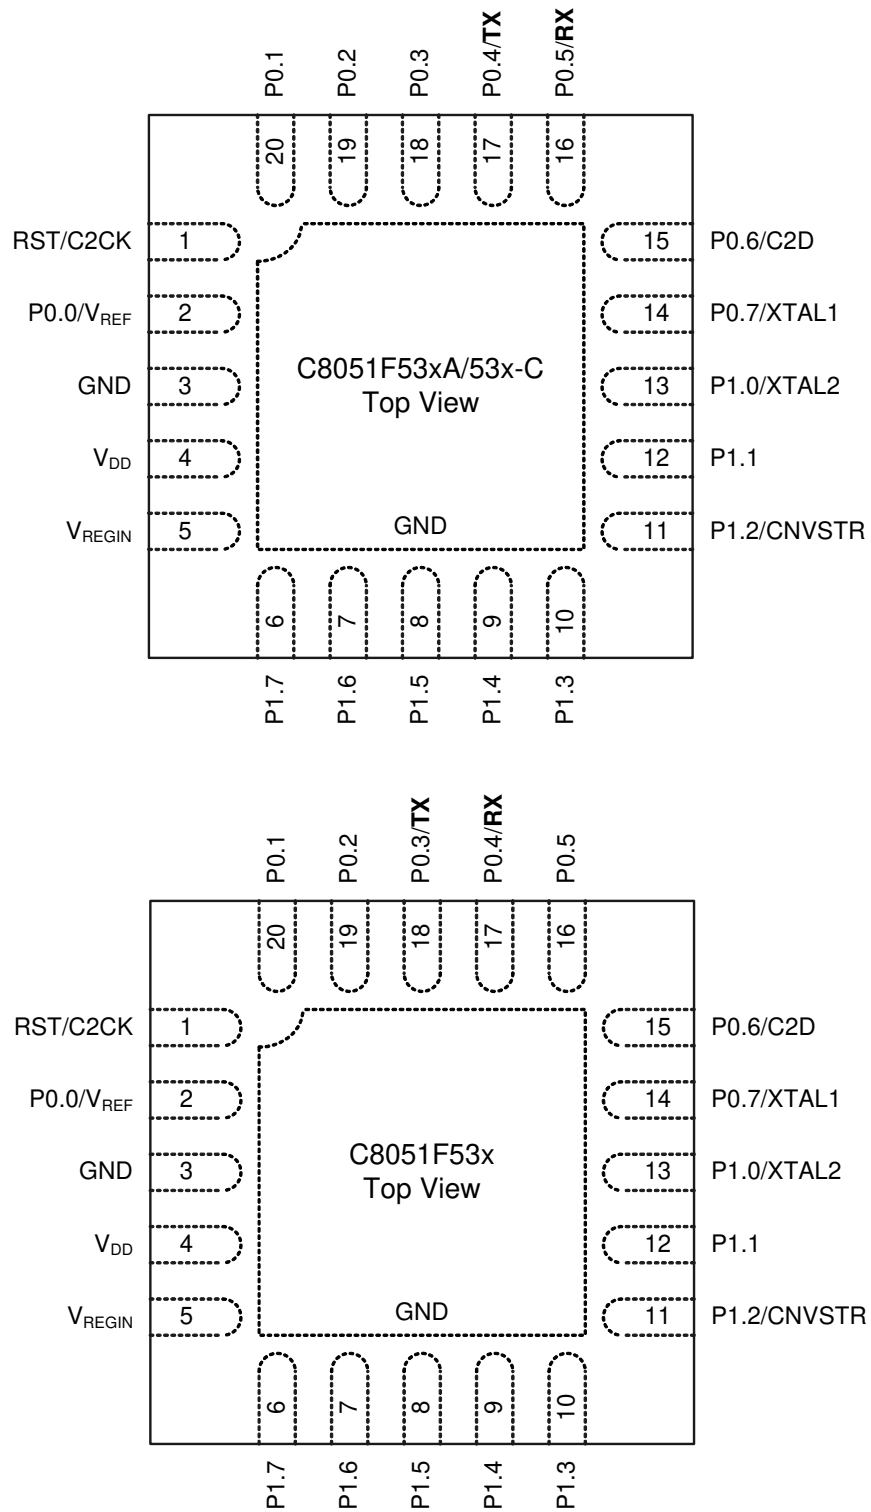 P0.1
P0.2
P0.3
P0.4/TX
P0.5/RX
20
19
18
17
16
RST/C2CK
1
15
P0.6/C2D
P0.0/VREF
2
14
P0.7/XTAL1
GND
3
C8051F53xA/53x-C
Top View
13
P1.0/XTAL2
VDD
4
12
P1.1
VREGIN
5
GND
11
P1.2/CNVSTR
6
7
8
9
10
P1.7
P1.6
P1.5
P1.4
P1.3
P0.1
P0.2
P0.3/TX
P0.4/RX
P0.5
20
19
18
17
16
RST/C2CK
1
15
P0.6/C2D
P0.0/VREF
2
14
P0.7/XTAL1
GND
3
C8051F53x
Top View
13
P1.0/XTAL2
VDD
4
12
P1.1
VREGIN
5
GND
11
P1.2/CNVSTR
6
7
8
9
10
P1.7
P1.6
P1.5
P1.4
P1.3